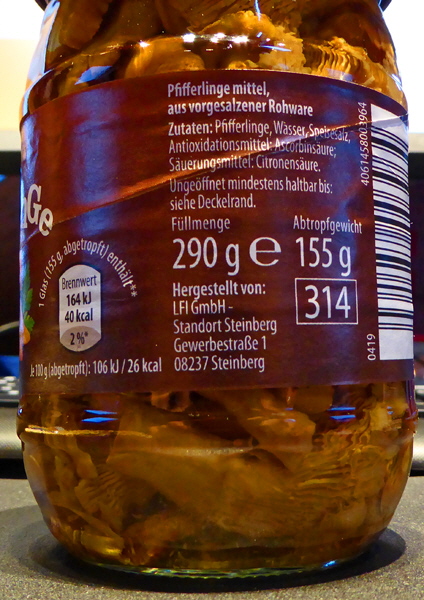 Pfifferlinge mittel,
aus vorgesalzener Rohware
Zutaten: Pfifferlinge, Wasser, Speisesalz,
Antioxidationsmittel: Ascorbinsäure;
Säuerungsmittel: Citronensäure.
Ungeöffnet mindestens haltbar bis:
siehe Deckelrand.
Füllmenge Abtropfgewicht
290 g e 155 g
Hergestellt von:
LFI GmbH -
Standort Steinberg
Gewerbestraße 1
08237 Steinberg
314
4061458003964
0419
1 Glas (155 g, abgetropft) enthält**
Brennwert
164 kJ
40 kcal
2 %*
Je 100 g (abgetropft): 106 kJ / 26 kcal